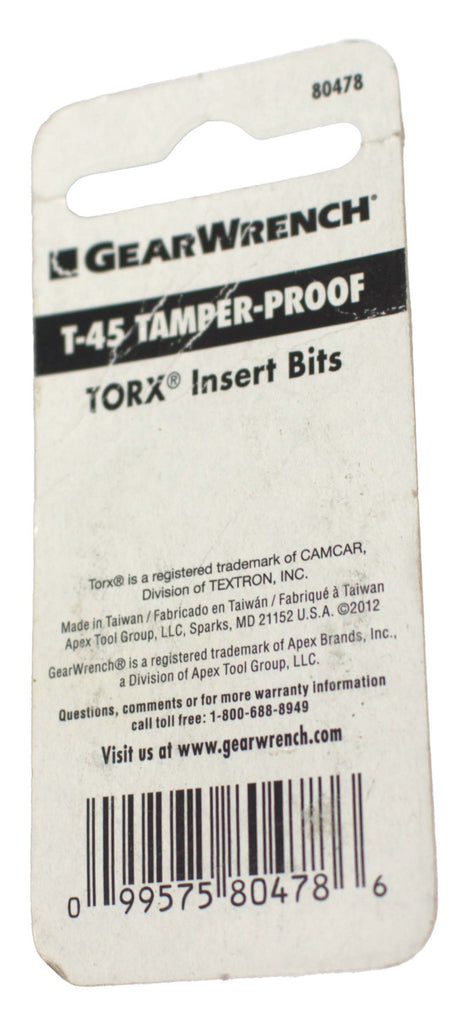 80478
GEARWRENCH®
T-45 TAMPER-PROOF
TORX® Insert Bits
Torx® is a registered trademark of CAMCAR,
Division of TEXTRON, INC.
Made in Taiwan / Fabricado en Taiwán / Fabriqué à Taiwan
Apex Tool Group, LLC, Sparks, MD 21152 U.S.A. ©2012
GearWrench® is a registered trademark of Apex Brands, Inc.,
a Division of Apex Tool Group, LLC.
Questions, comments or for more warranty information
call toll free: 1-800-688-8949
Visit us at www.gearwrench.com
0 99575 80478 6